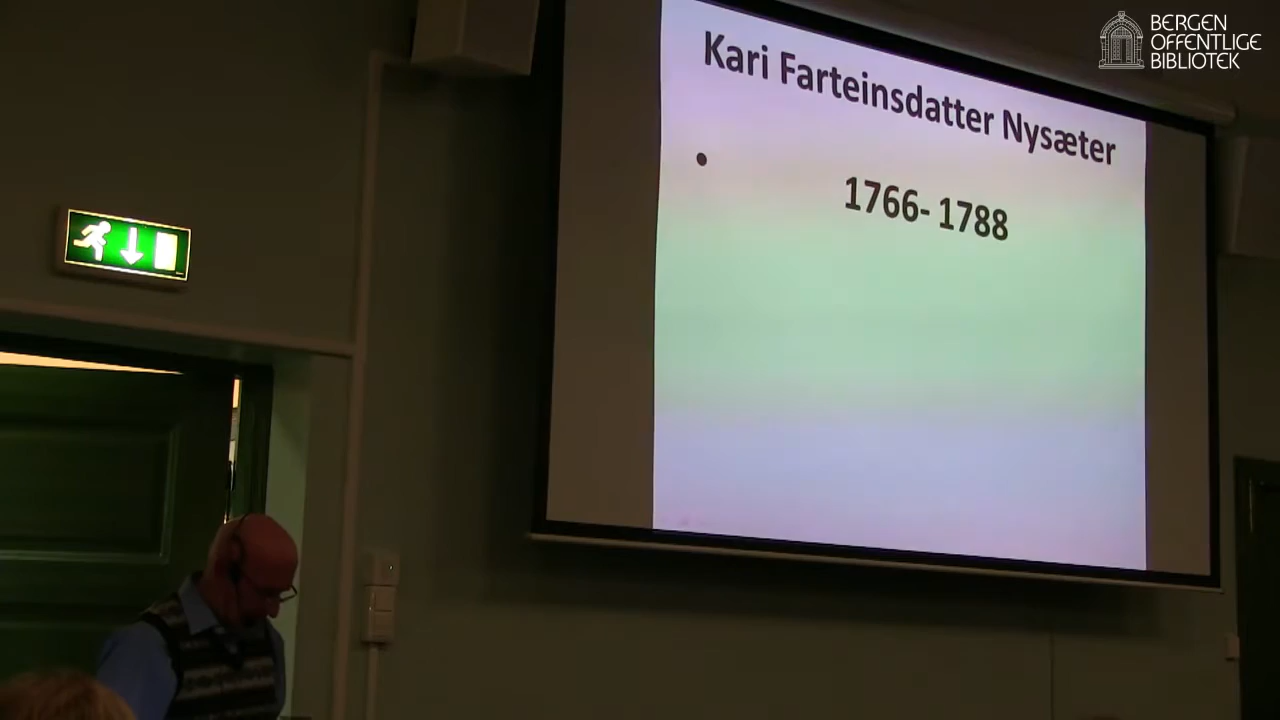 Kari Farteinsdatter Nysæter
• 1766- 1788
BERGEN
OFFENTLIGE
BIBLIOTEK